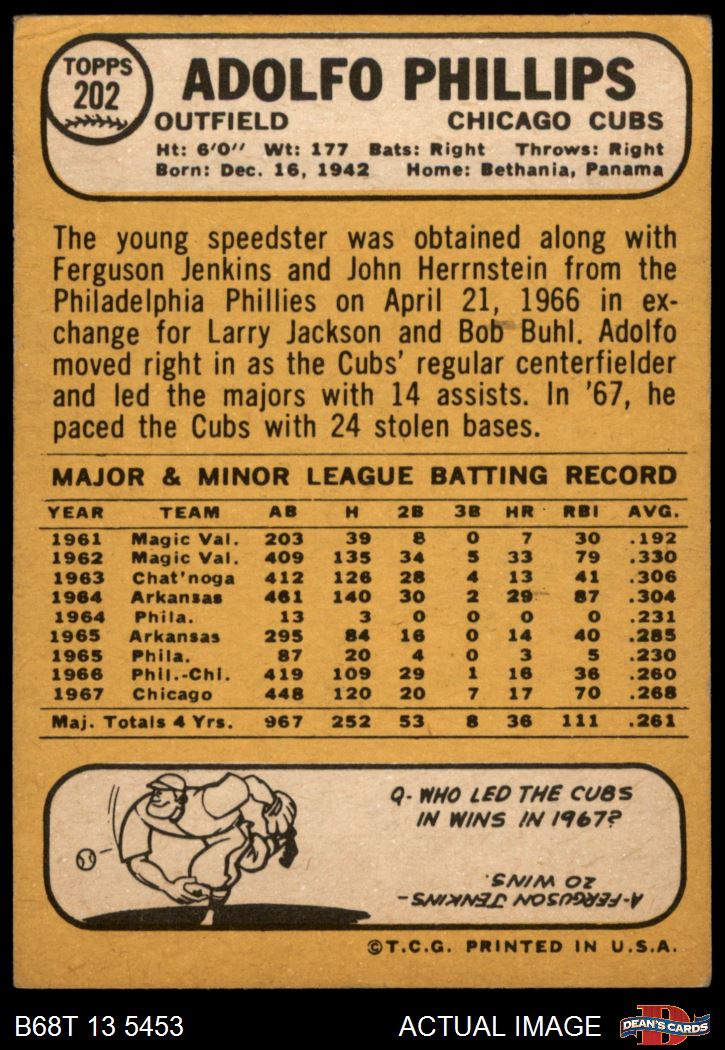 TOPPS
202
ADOLFO PHILLIPS
OUTFIELD CHICAGO CUBS
Ht: 6'0" Wt: 177 Bats: Right Throws: Right
Born: Dec. 16, 1942 Home: Bethania, Panama
The young speedster was obtained along with
Ferguson Jenkins and John Herrnstein from the
Philadelphia Phillies on April 21, 1966 in ex-
change for Larry Jackson and Bob Buhl. Adolfo
moved right in as the Cubs' regular centerfielder
and led the majors with 14 assists. In '67, he
paced the Cubs with 24 stolen bases.
MAJOR & MINOR LEAGUE BATTING RECORD
YEAR TEAM AB H 2B 3B HR RBI AVG.
1961 Magic Val. 203 39 8 0 7 30 .192
1962 Magic Val. 409 135 34 5 33 79 .330
1963 Chat'noga 412 126 28 4 13 41 .306
1964 Arkansas 461 140 30 2 29 87 .304
1964 Phila. 13 3 0 0 0 0 .231
1965 Arkansas 295 84 16 0 14 40 .285
1965 Phila. 87 20 4 0 3 5 .230
1966 Phil.-Chi. 419 109 29 1 16 36 .260
1967 Chicago 448 120 20 7 17 70 .268
Maj. Totals 4 Yrs. 967 252 53 8 36 111 .261
Q- WHO LED THE CUBS
IN WINS IN 1967?
A-FERGUSON JENKINS-
20 WINS.
©T.C.G. PRINTED IN U.S.A.
B68T 13 5453 ACTUAL IMAGE D DEAN'S CARDS